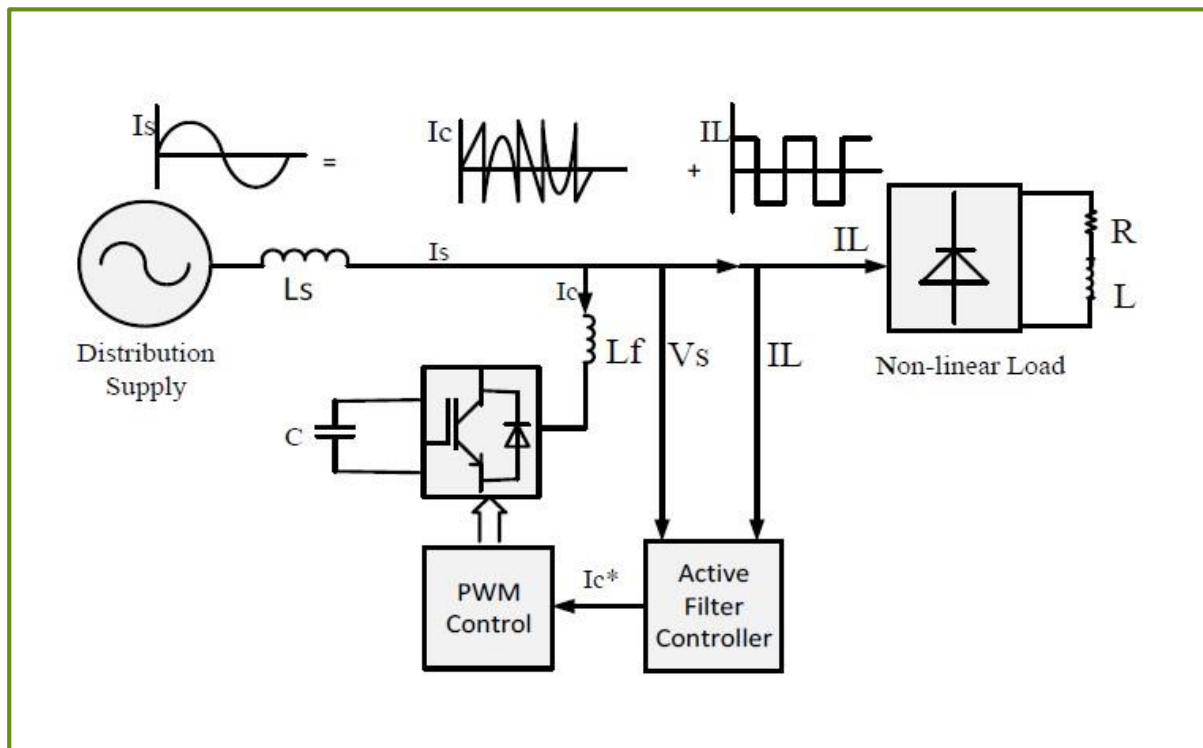 Is
=
Ic
+
IL
Distribution
Supply
Ls
Is
Ic
Lf
Vs
IL
IL
R
L
Non-linear Load
C
PWM
Control
Ic*
Active
Filter
Controller